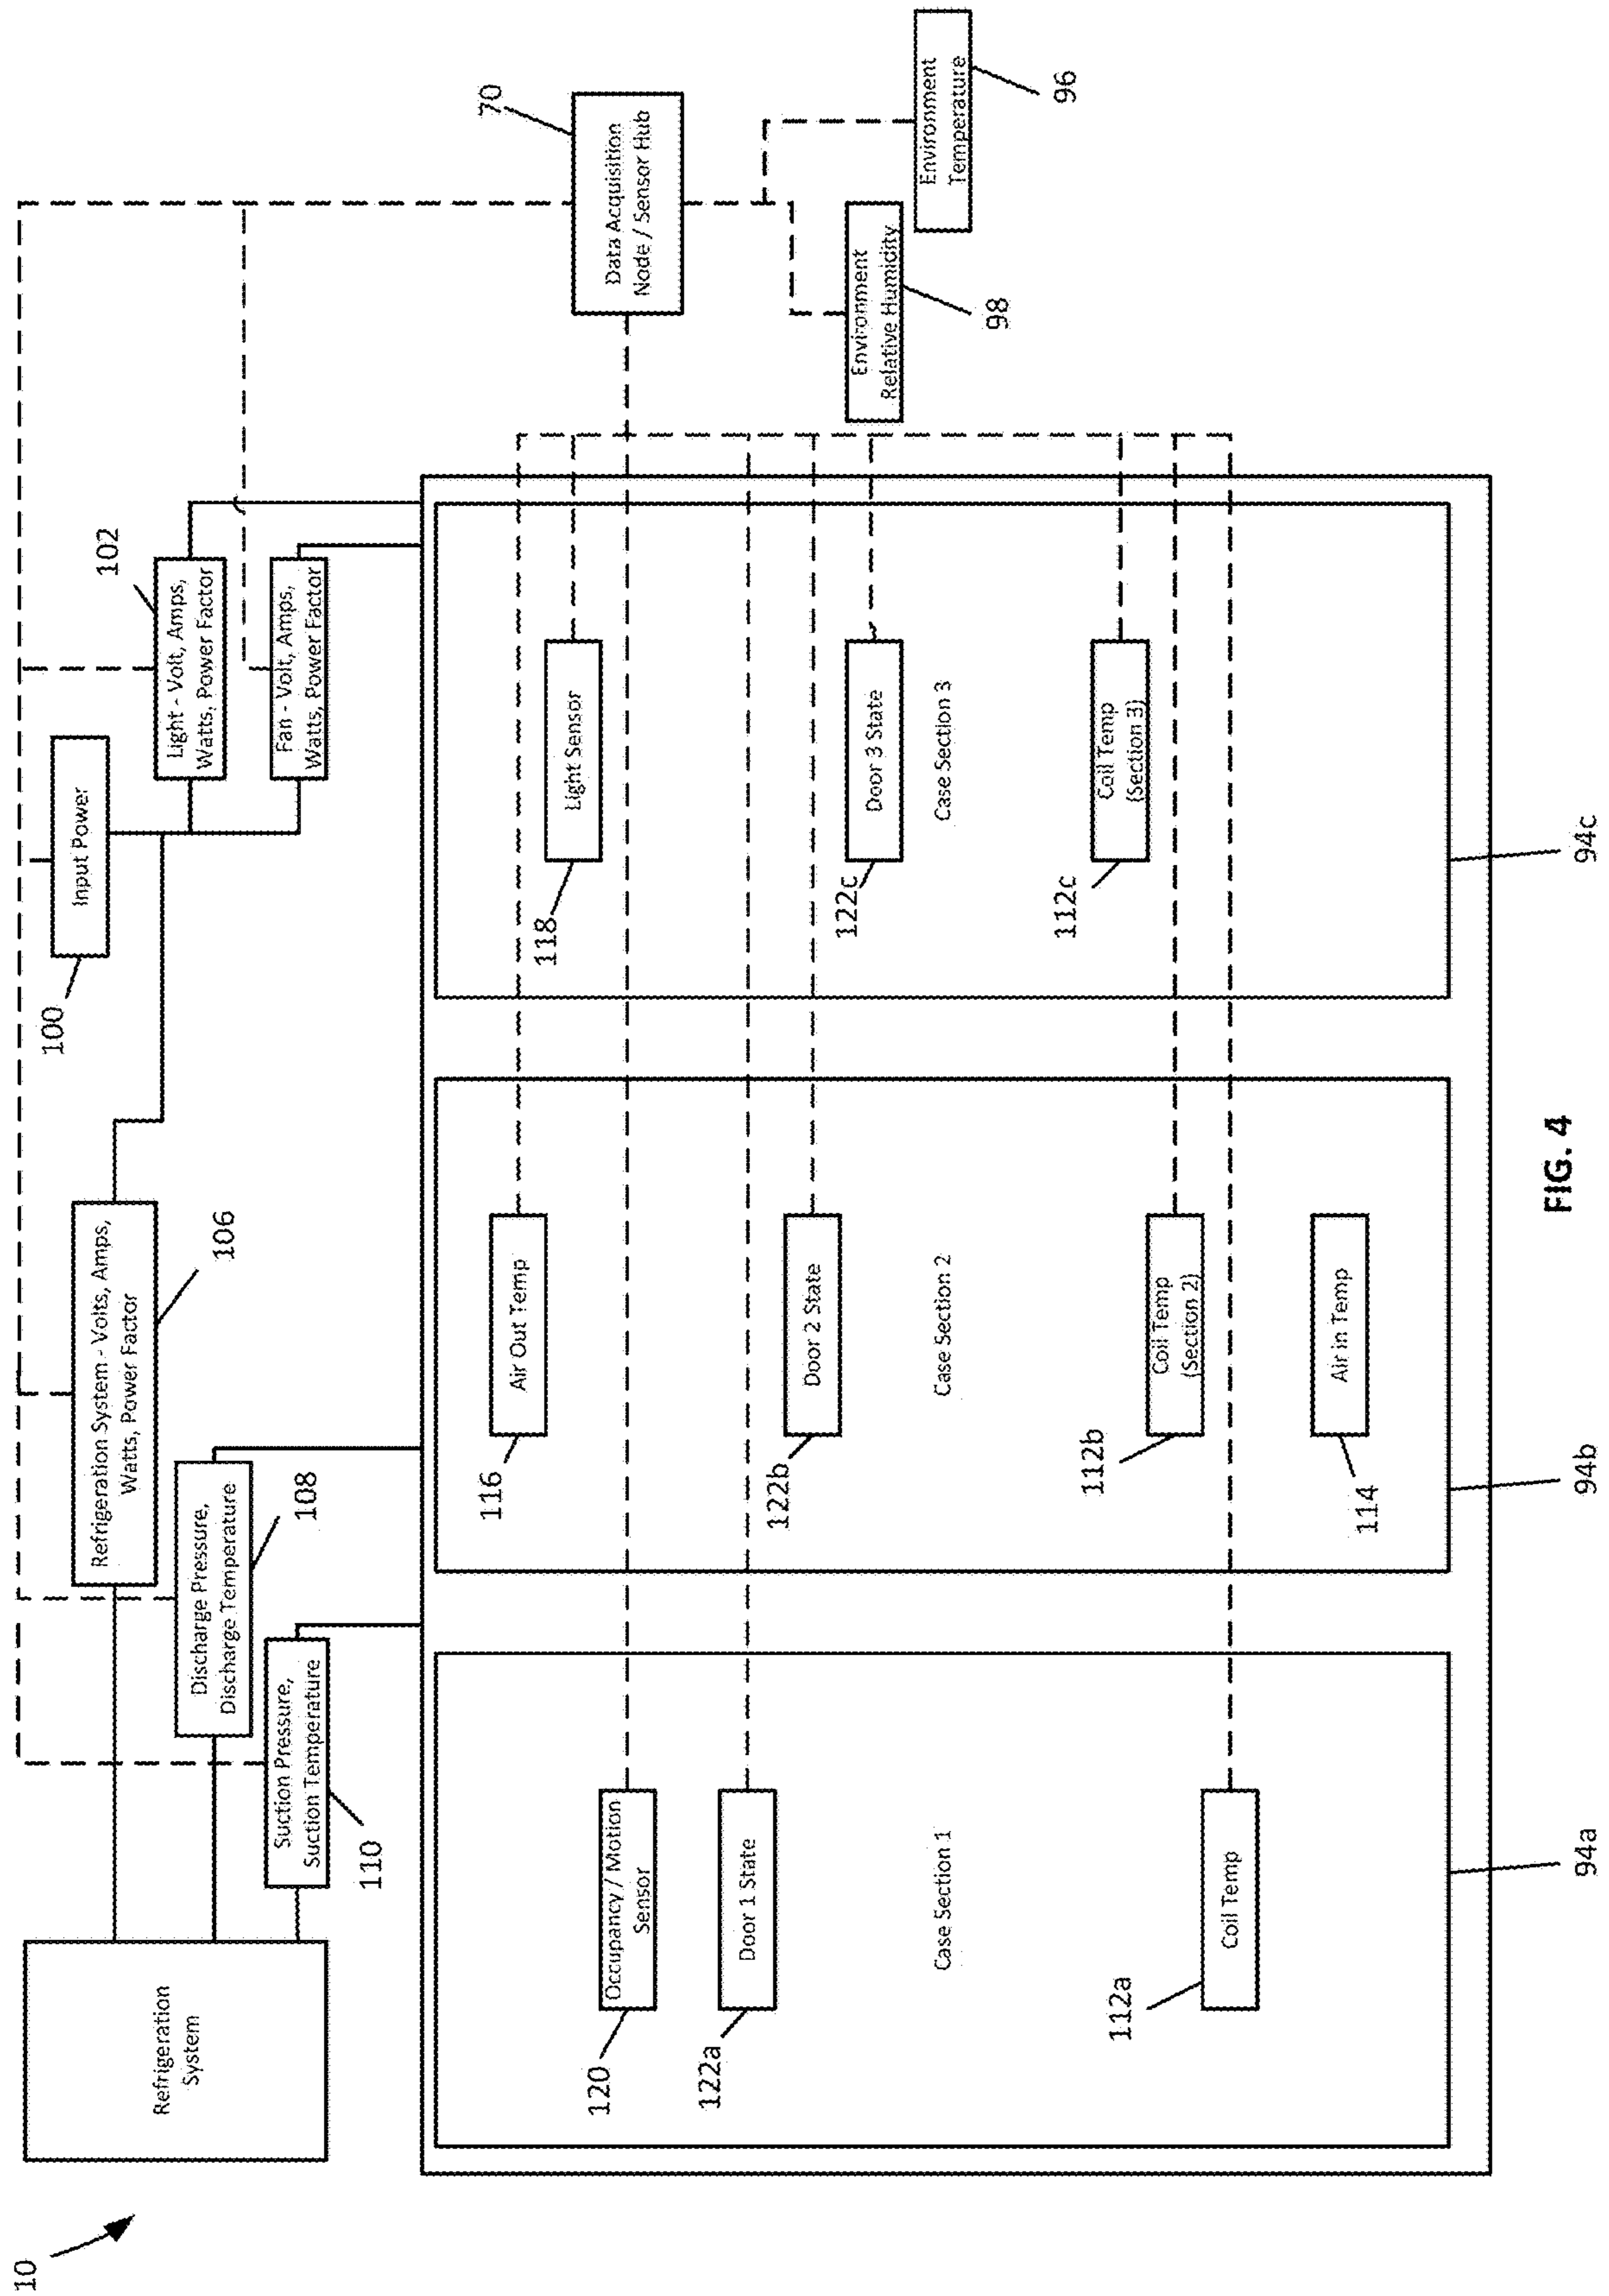 10
Refrigeration
System
Refrigeration System - Volts, Amps,
Watts, Power Factor
106
Discharge Pressure,
Discharge Temperature
108
Suction Pressure,
Suction Temperature
110
100
Input Power
102
Light - Volt, Amps,
Watts, Power Factor
Fan - Volt, Amps,
Watts, Power Factor
70
Data Acquisition
Node / Sensor Hub
Environment
Temperature
96
Environment
Relative Humidity
98
120
Occupancy / Motion
Sensor
122a
Door 1 State
Case Section 1
112a
Coil Temp
94a
116
Air Out Temp
122b
Door 2 State
Case Section 2
112b
Coil Temp
(Section 2)
114
Air in Temp
94b
118
Light Sensor
122c
Door 3 State
Case Section 3
112c
Coil Temp
(Section 3)
94c
FIG. 4